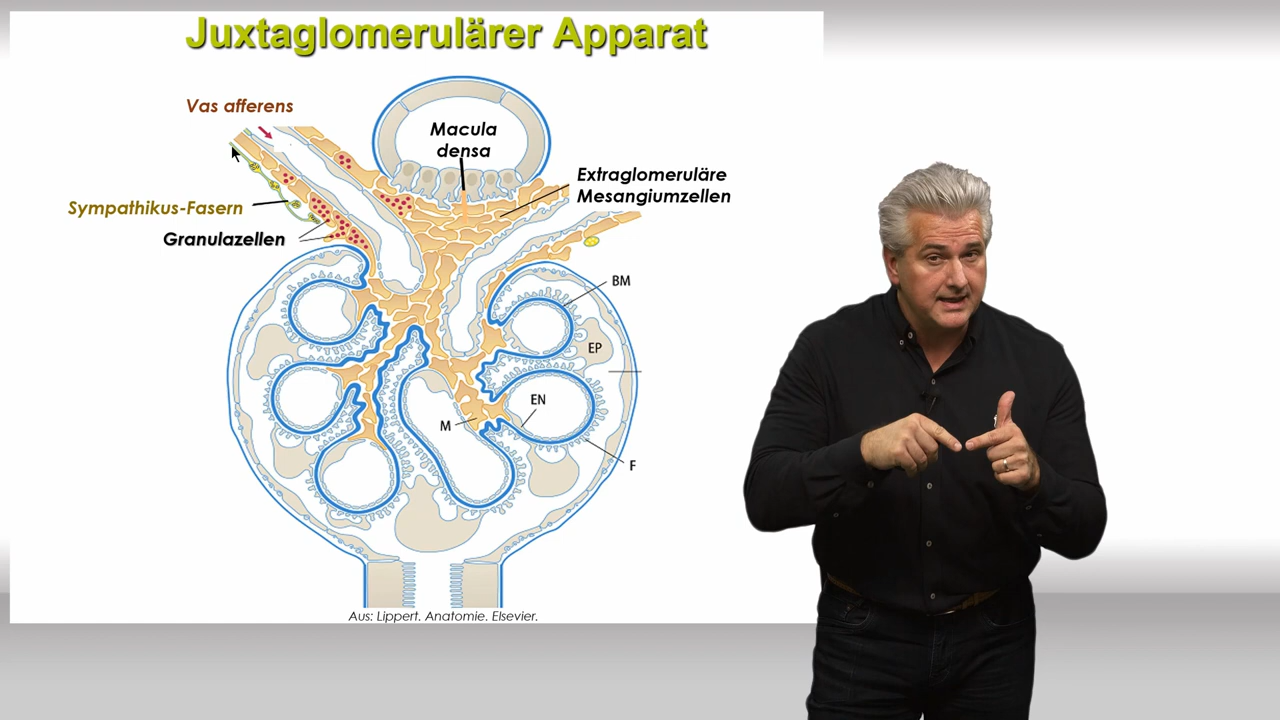 Juxtaglomerulärer Apparat
Vas afferens
Macula
densa
Extraglomeruläre
Mesangiumzellen
Sympathikus-Fasern
Granulazellen
BM
EP
EN
M
F
Aus: Lippert. Anatomie. Elsevier.